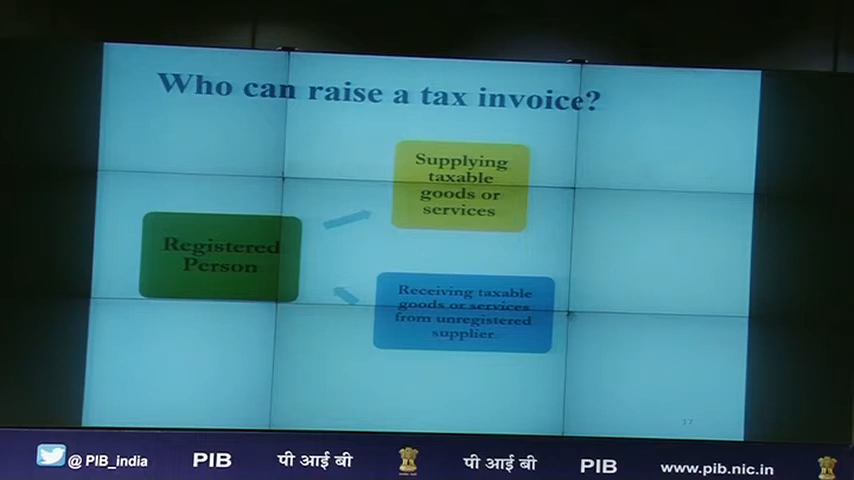 Who can raise a tax invoice?
Supplying
taxable
goods or
services
Registered
Person
Receiving taxable
goods or services
from unregistered
supplier
17
@ PIB_india PIB पी आई बी पी आई बी PIB www.pib.nic.in